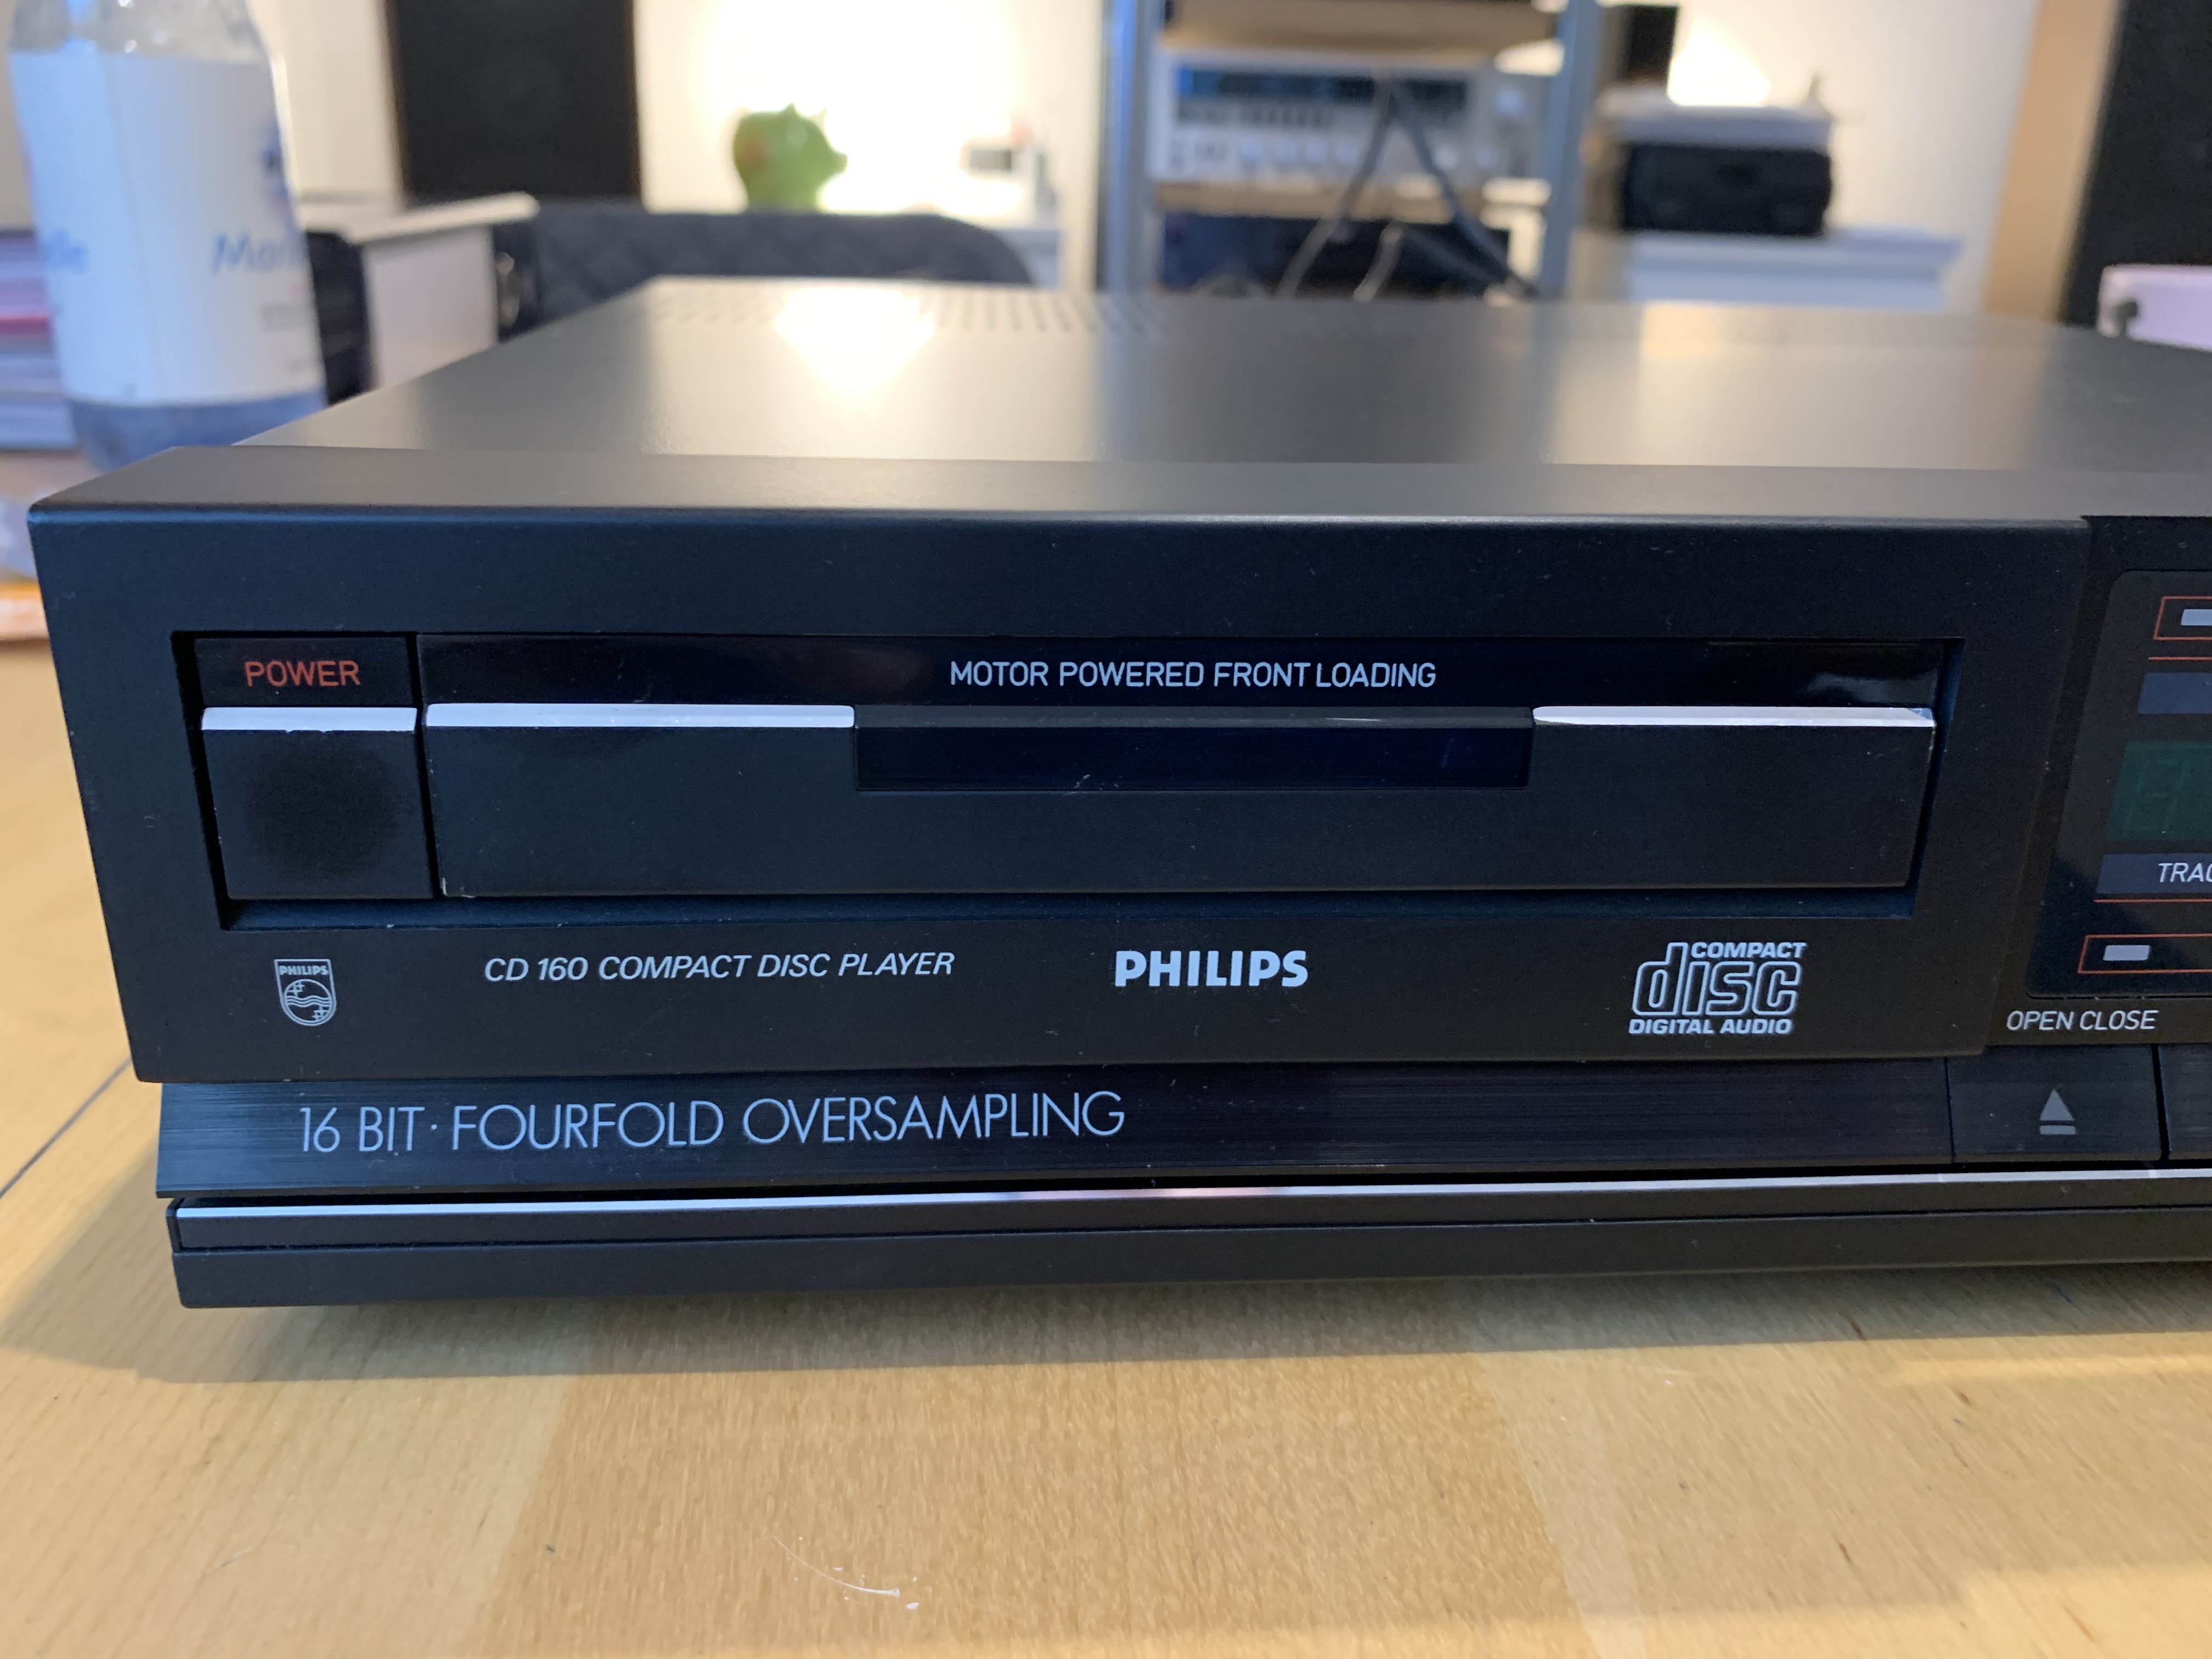 POWER
MOTOR POWERED FRONT LOADING
PHILIPS
CD 160 COMPACT DISC PLAYER
PHILIPS
COMPACT
disc
DIGITAL AUDIO
OPEN CLOSE
16 BIT · FOURFOLD OVERSAMPLING